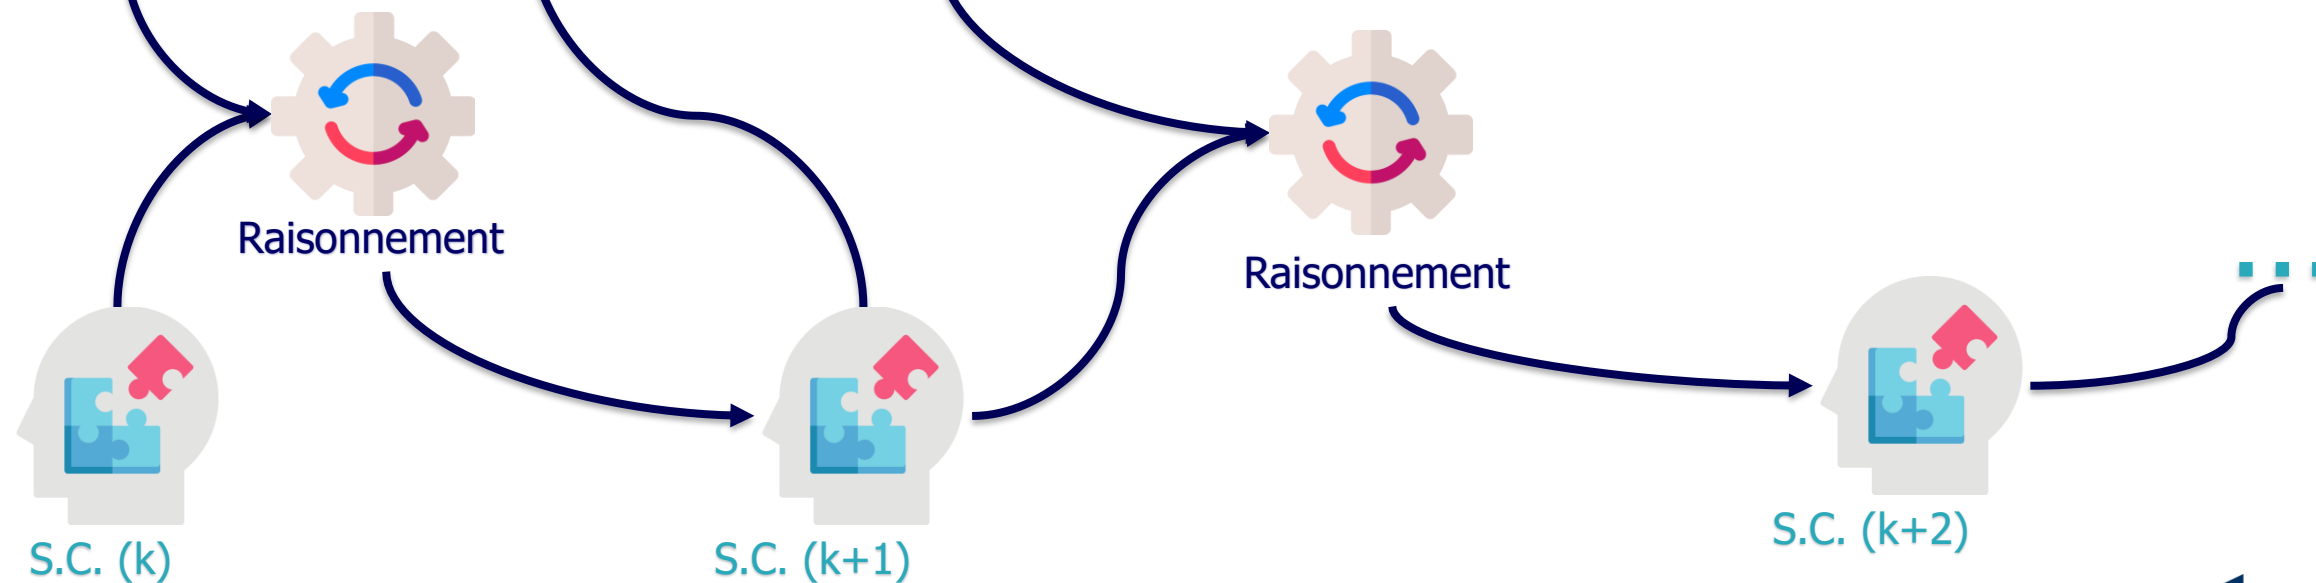 Raisonnement
Raisonnement
...
S.C. (k)
S.C. (k+1)
S.C. (k+2)